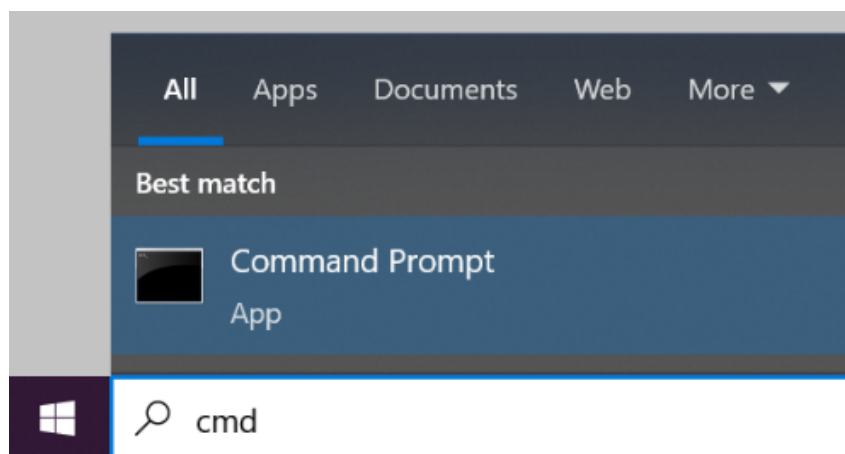 All Apps Documents Web More
Best match
Command Prompt
App
cmd